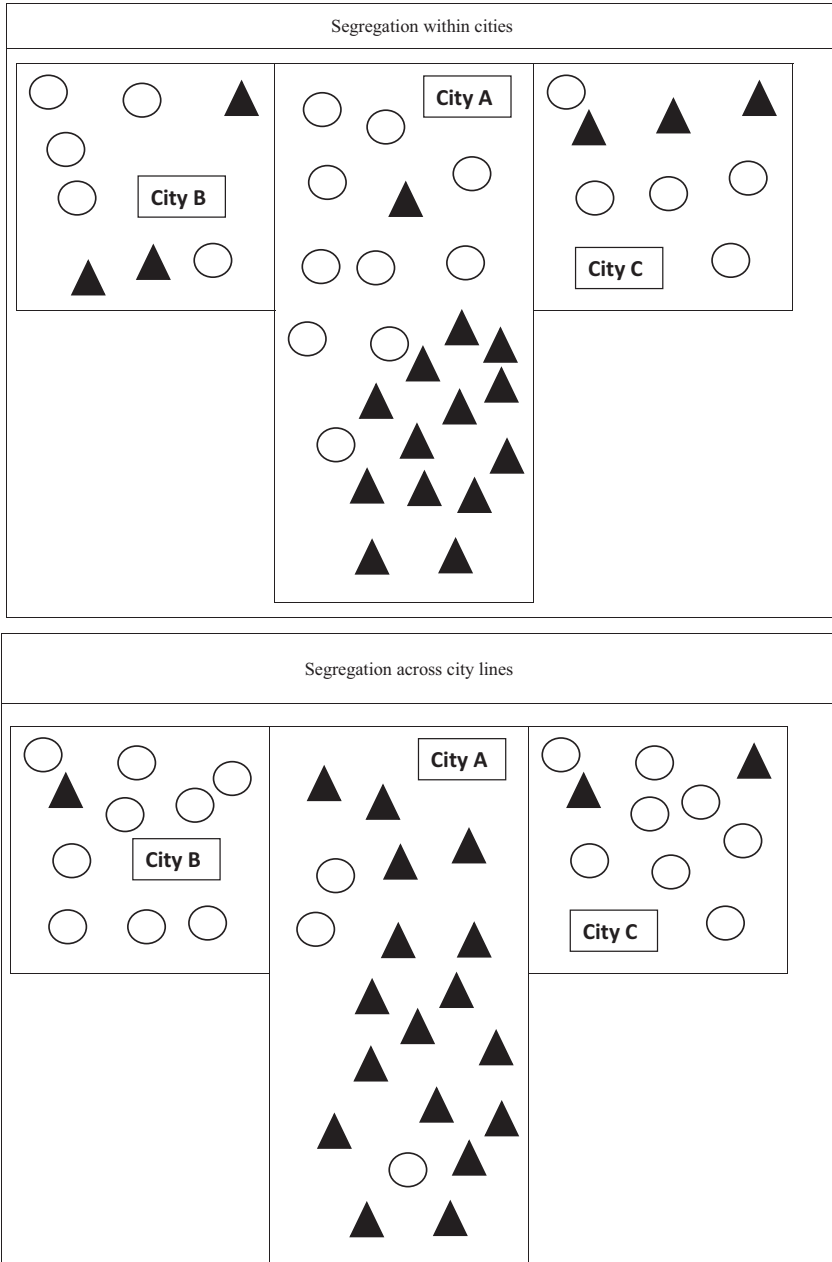 Segregation within cities
City A
City B
City C
Segregation across city lines
City A
City B
City C